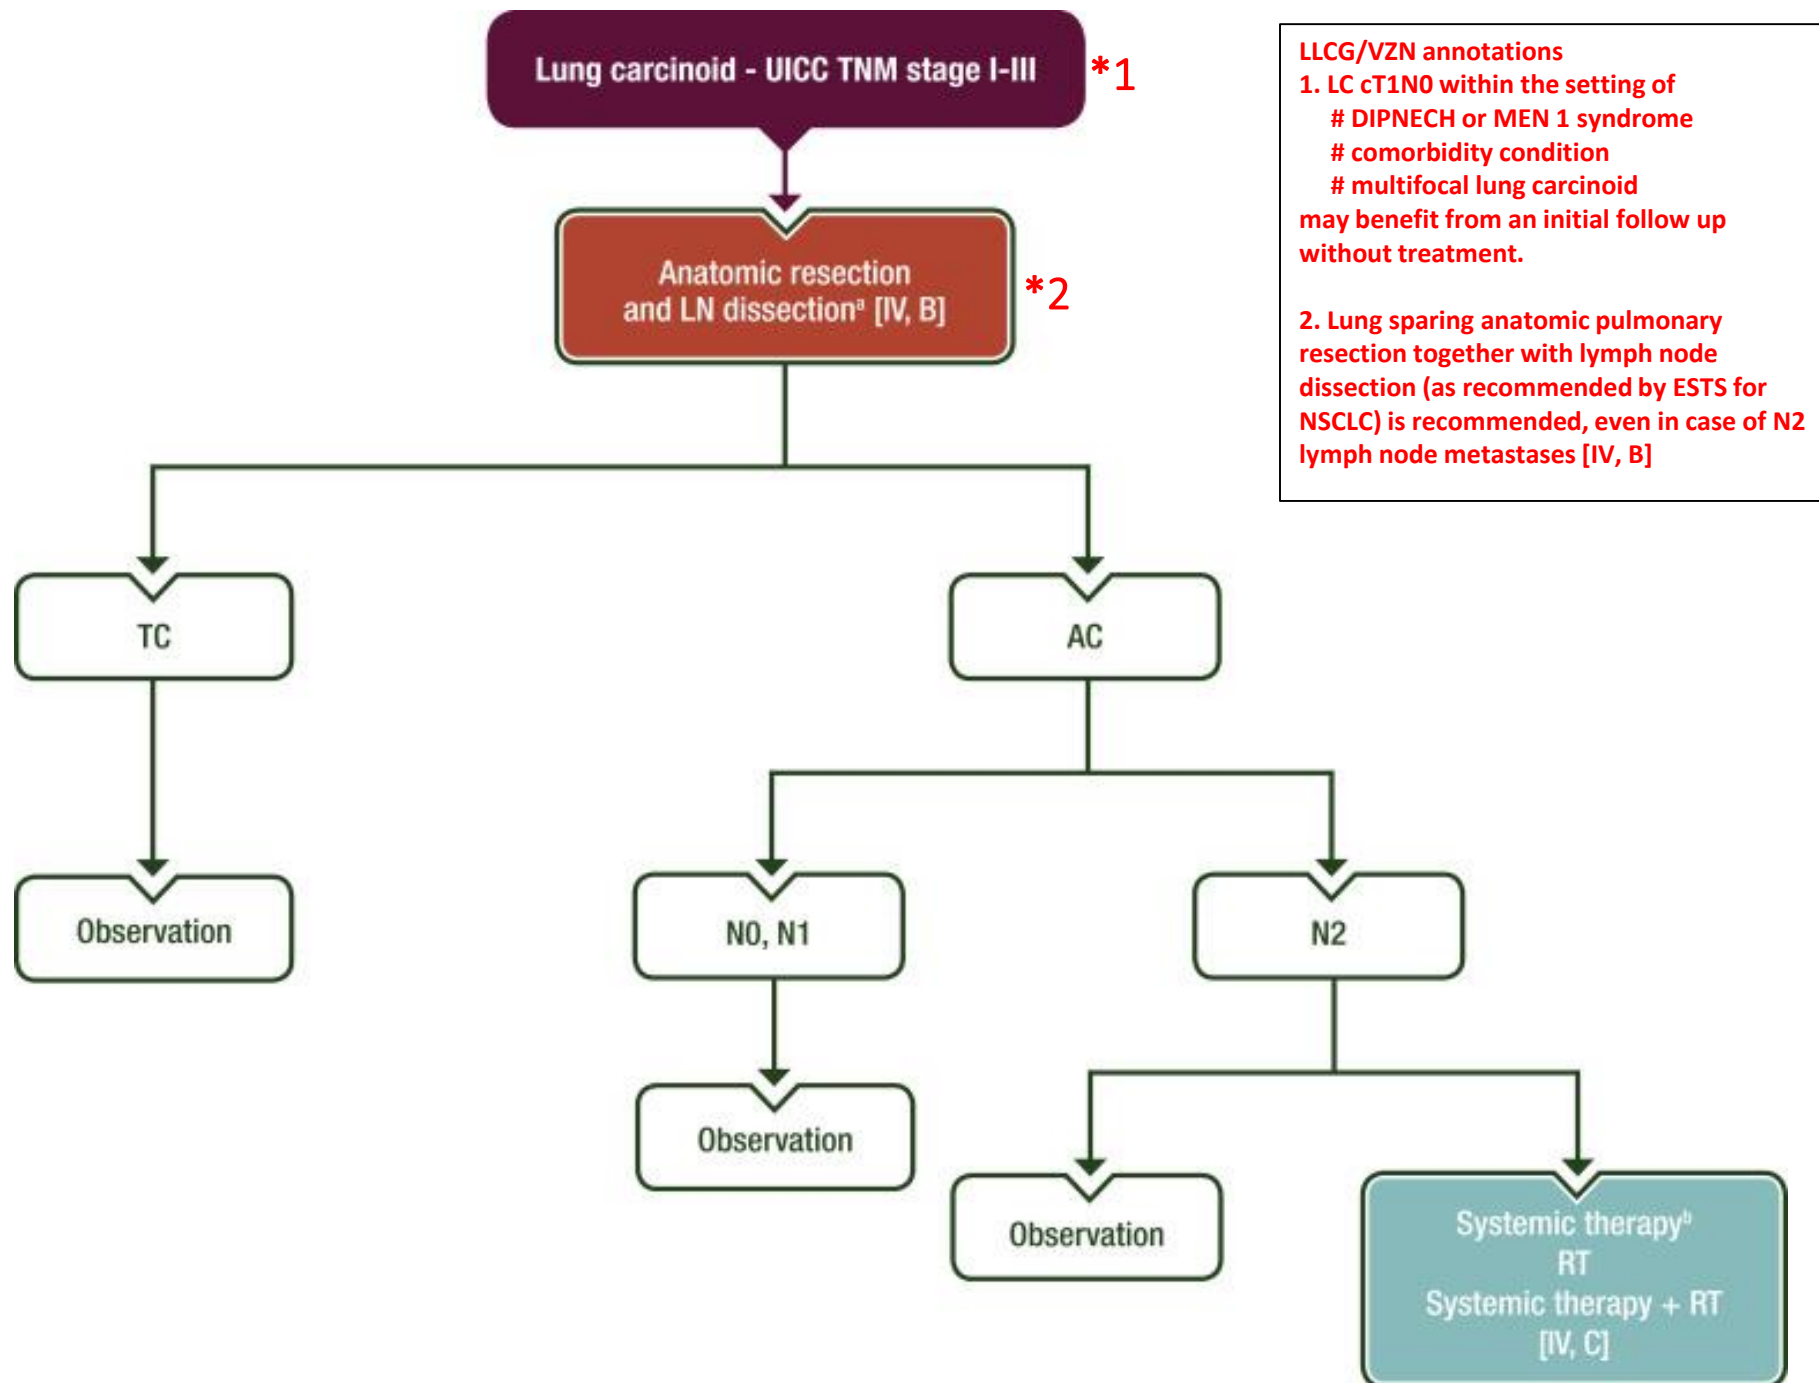 Lung carcinoid - UICC TNM stage I-III
*1
Anatomic resection
and LN dissectionᵃ [IV, B]
*2
LLCG/VZN annotations
1. LC cT1N0 within the setting of
# DIPNECH or MEN 1 syndrome
# comorbidity condition
# multifocal lung carcinoid
may benefit from an initial follow up
without treatment.
2. Lung sparing anatomic pulmonary
resection together with lymph node
dissection (as recommended by ESTS for
NSCLC) is recommended, even in case of N2
lymph node metastases [IV, B]
TC
AC
Observation
N0, N1
N2
Observation
Observation
Systemic therapyᵇ
RT
Systemic therapy + RT
[IV, C]